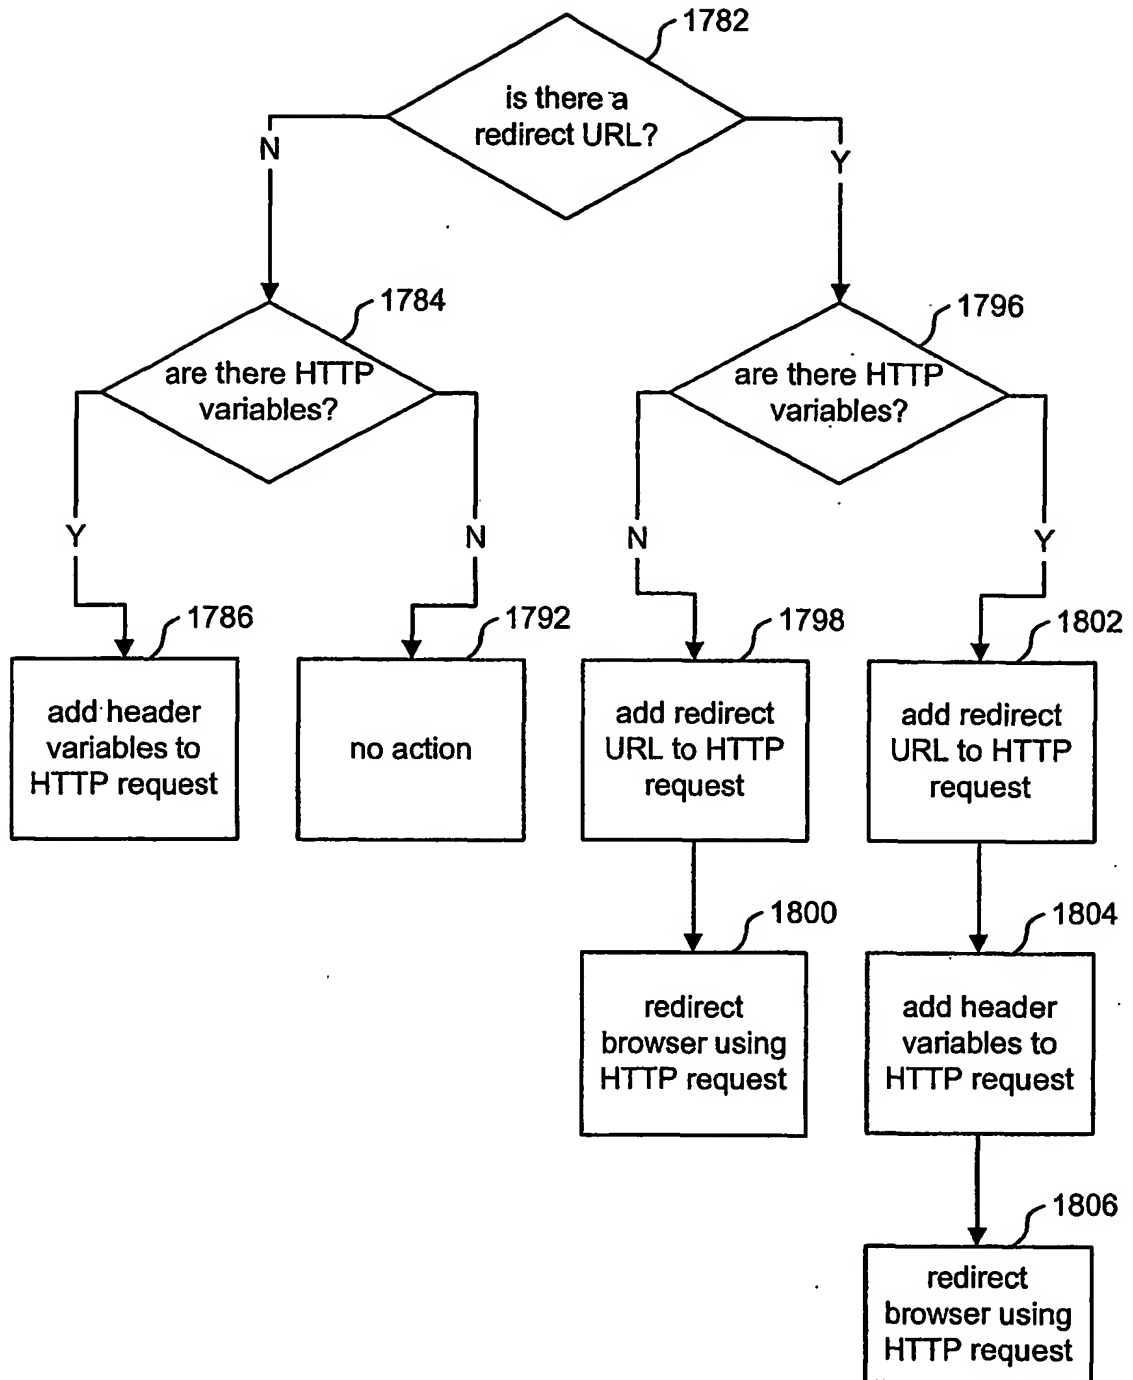 1782
is there a
redirect URL?
N
Y
1784
are there HTTP
variables?
1796
are there HTTP
variables?
Y
N
N
Y
1786
add header
variables to
HTTP request
1792
no action
1798
add redirect
URL to HTTP
request
1802
add redirect
URL to HTTP
request
1800
redirect
browser using
HTTP request
1804
add header
variables to
HTTP request
1806
redirect
browser using
HTTP request